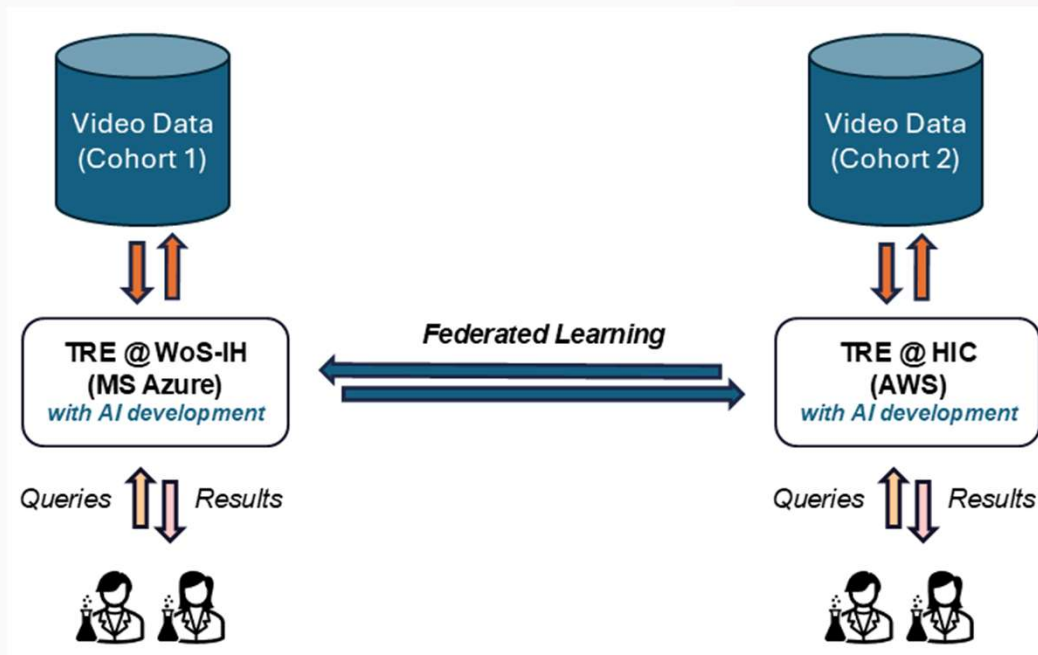 Video Data
(Cohort 1)
Video Data
(Cohort 2)
Federated Learning
TRE @ WoS-IH
(MS Azure)
with AI development
TRE @ HIC
(AWS)
with AI development
Queries
Results
Queries
Results